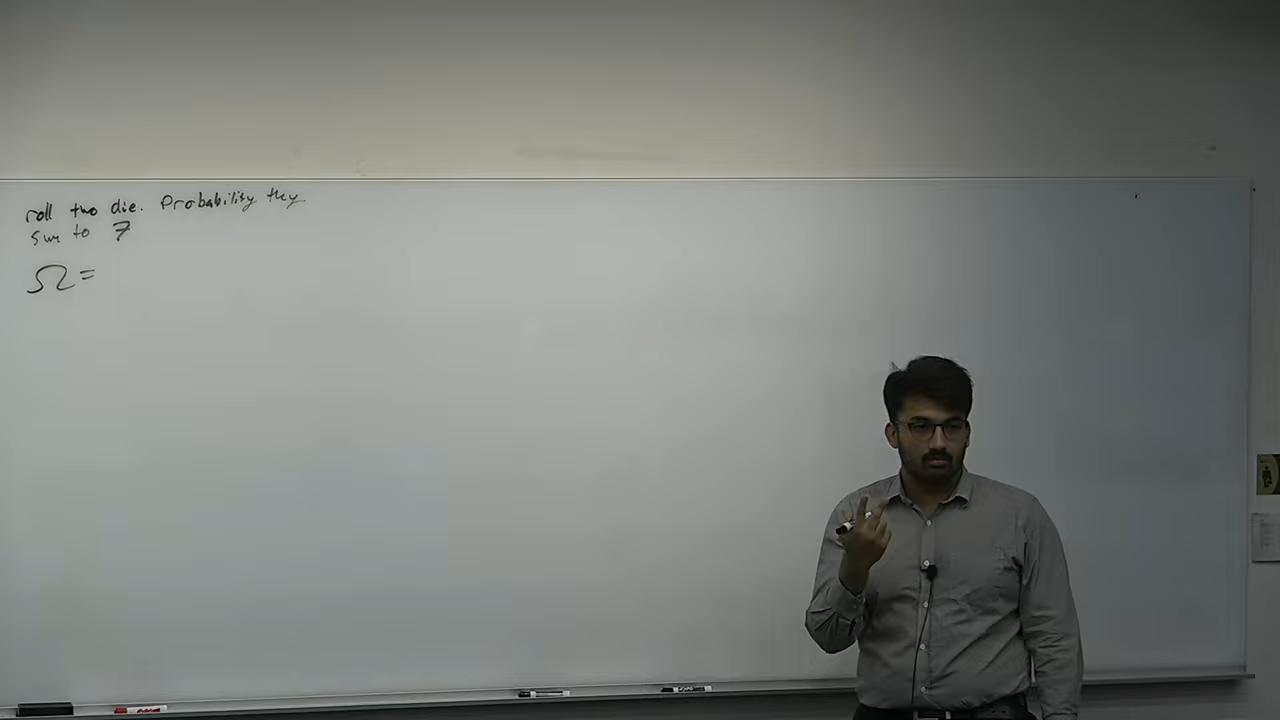 roll two die. Probability they
sum to 7
Ω =